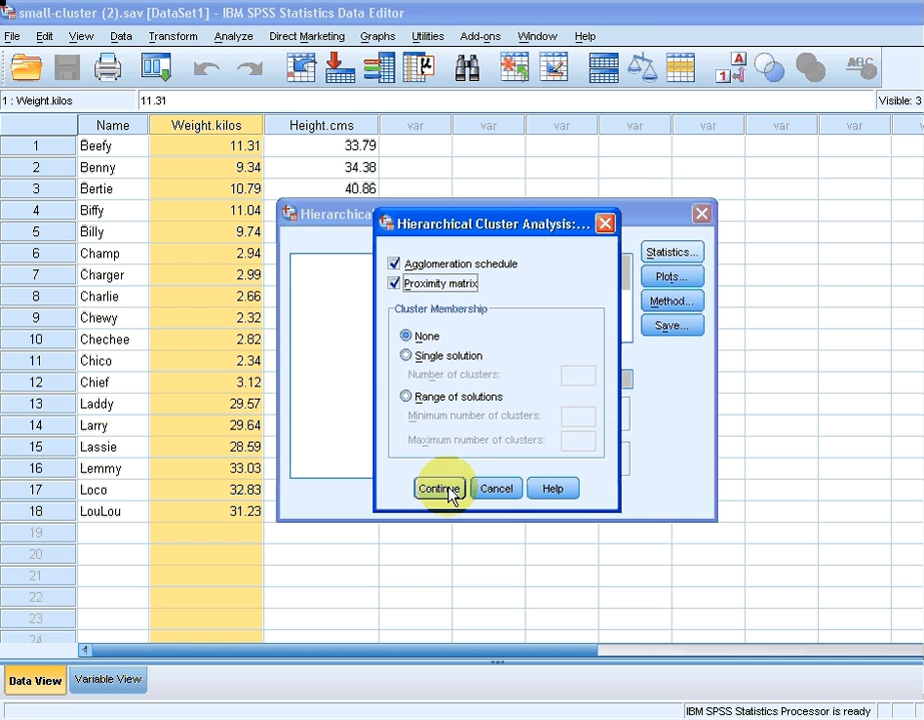 small-cluster (2).sav [DataSet1] - IBM SPSS Statistics Data Editor
File Edit View Data Transform Analyze Direct Marketing Graphs Utilities Add-ons Window Help
1 : Weight.kilos 11.31 Visible: 3
Name Weight.kilos Height.cms var var var var var var var
1 Beefy 11.31 33.79
2 Benny 9.34 34.38
3 Bertie 10.79 40.86
4 Biffy 11.04
5 Billy 9.74
6 Champ 2.94
7 Charger 2.99
8 Charlie 2.66
9 Chewy 2.32
10 Chechee 2.82
11 Chico 2.34
12 Chief 3.12
13 Laddy 29.57
14 Larry 29.64
15 Lassie 28.59
16 Lemmy 33.03
17 Loco 32.83
18 LouLou 31.23
19
20
21
22
23
24
Hierarchical
Statistics...
Plots...
Method...
Save...
Hierarchical Cluster Analysis:...
Agglomeration schedule
Proximity matrix
Cluster Membership
None
Single solution
Number of clusters:
Range of solutions
Minimum number of clusters:
Maximum number of clusters:
Continue Cancel Help
Data View Variable View
IBM SPSS Statistics Processor is ready